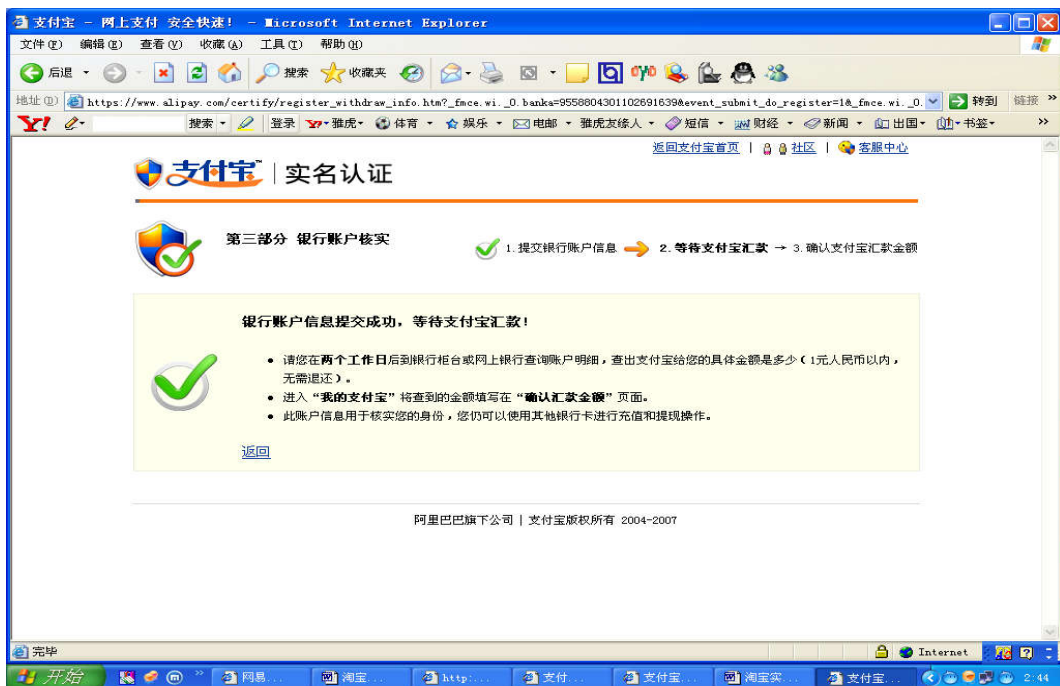 支付宝 - 网上支付 安全快速! - Microsoft Internet Explorer
文件(F) 编辑(E) 查看(V) 收藏(A) 工具(T) 帮助(H)
后退 搜索 收藏夹
地址(D) https://www.alipay.com/certify/register_withdraw_info.htm?_fmce.wi._0.banka=9558804301102691639&event_submit_do_register=1&_fmce.wi._0. 转到 链接 »
Y! 搜索 登录 雅虎 体育 娱乐 电邮 雅虎友缘人 短信 财经 新闻 出国 书签 »
返回支付宝首页 | 社区 | 客服中心
支付宝 | 实名认证
第三部分 银行账户核实
1.提交银行账户信息 2.等待支付宝汇款 → 3.确认支付宝汇款金额
银行账户信息提交成功，等待支付宝汇款!
• 请您在两个工作日后到银行柜台或网上银行查询账户明细，查出支付宝给您的具体金额是多少(1元人民币以内，
无需退还)。
• 进入“我的支付宝”将查到的金额填写在“确认汇款金额”页面。
• 此账户信息用于核实您的身份，您仍可以使用其他银行卡进行充值和提现操作。
返回
阿里巴巴旗下公司 | 支付宝版权所有 2004-2007
完毕 Internet
开始 » 网易... 淘宝... http:... 支付... 支付宝... 淘宝实... 支付宝... 2:44